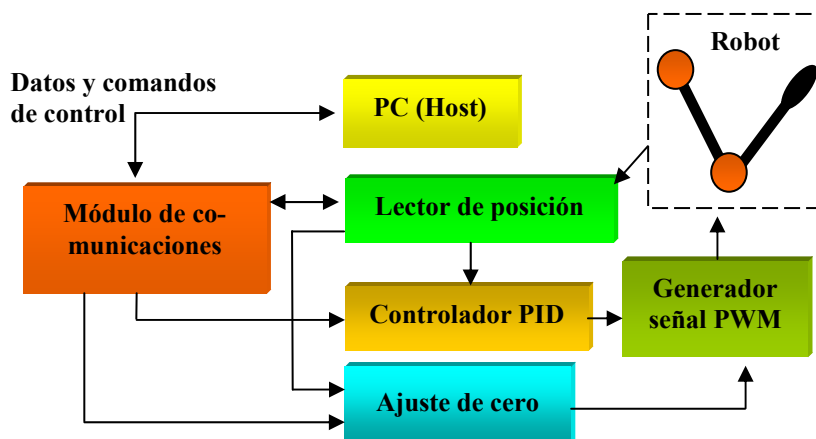 Robot
Datos y comandos
de control
PC (Host)
Módulo de co-
municaciones
Lector de posición
Controlador PID
Generador
señal PWM
Ajuste de cero